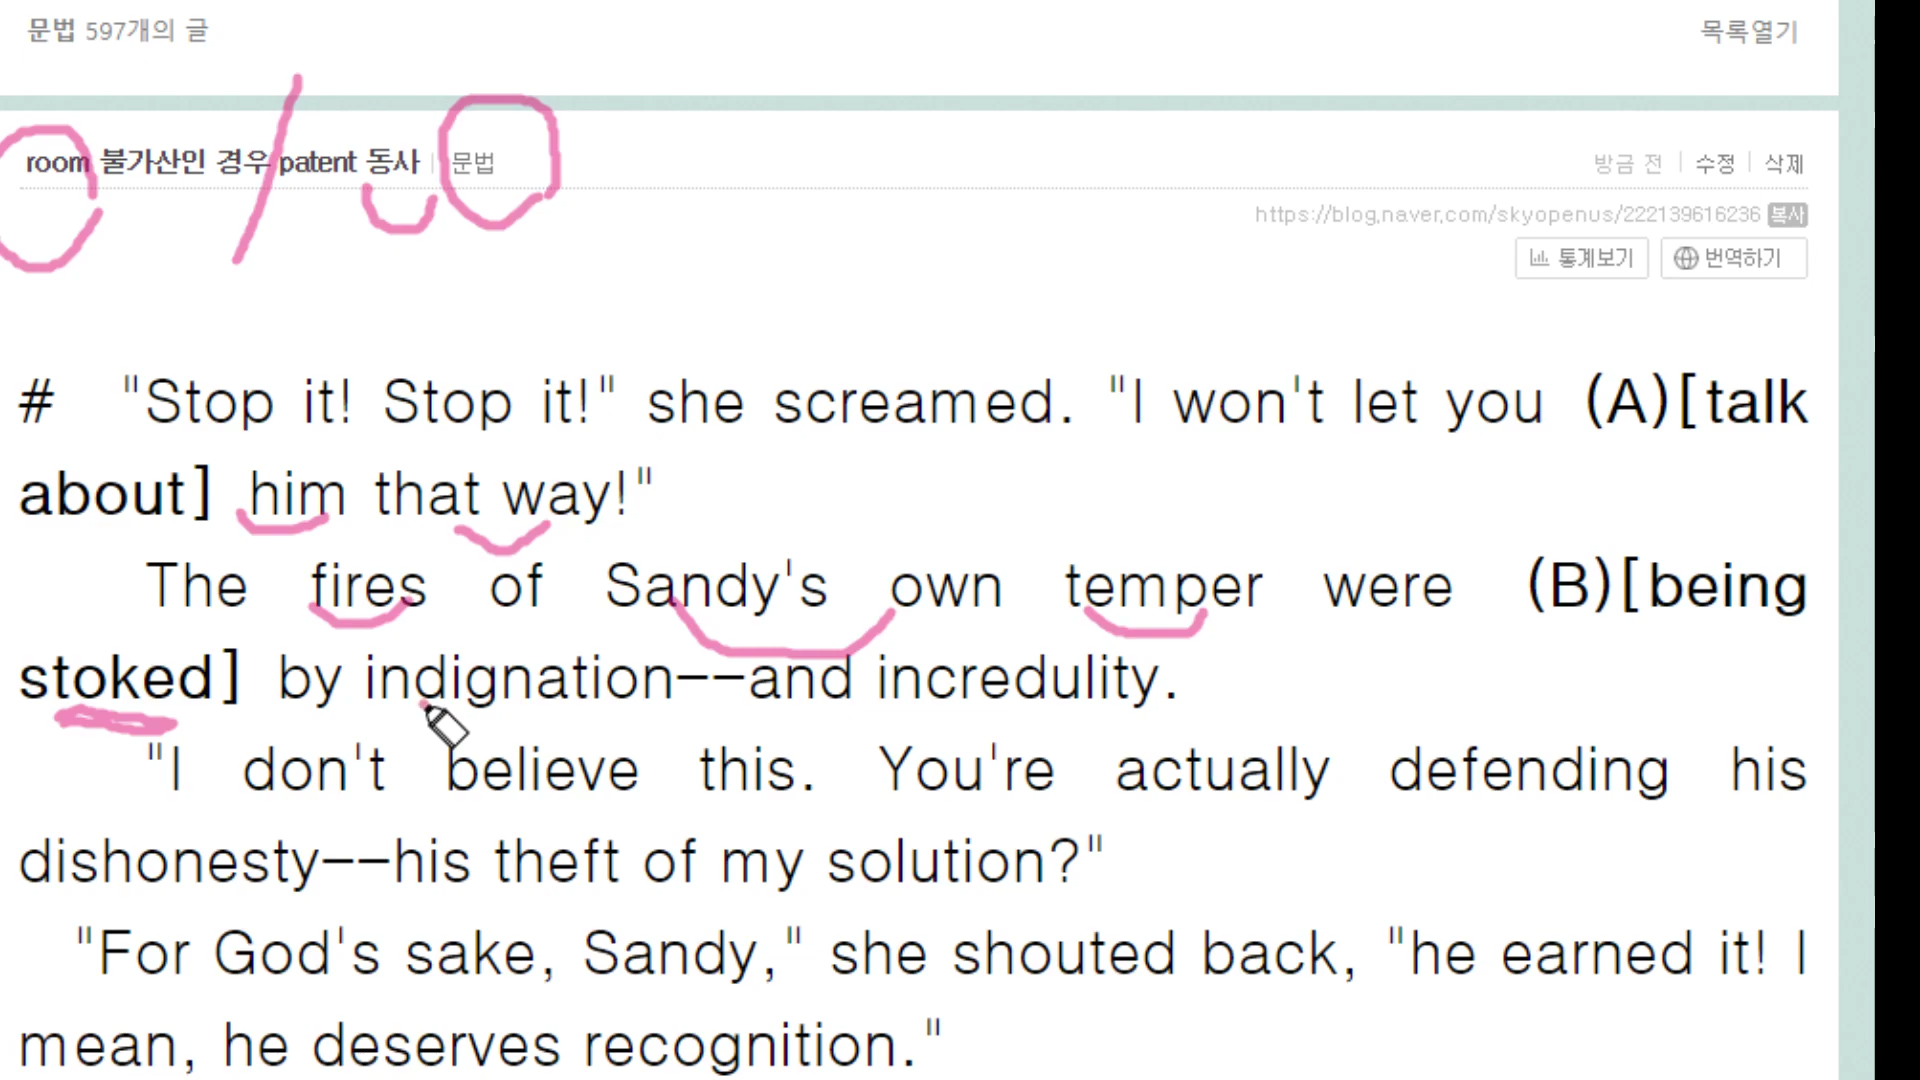 문법 597개의 글
목록열기
room 불가산인 경우 patent 동사 | 문법
방금 전 | 수정 | 삭제
https://blog.naver.com/skyopenus/222139616236 복사
통계보기 번역하기
# "Stop it! Stop it!" she screamed. "I won't let you (A)[talk
about] him that way!"
The fires of Sandy's own temper were (B)[being
stoked] by indignation--and incredulity.
"I don't believe this. You're actually defending his
dishonesty--his theft of my solution?"
"For God's sake, Sandy," she shouted back, "he earned it! I
mean, he deserves recognition."